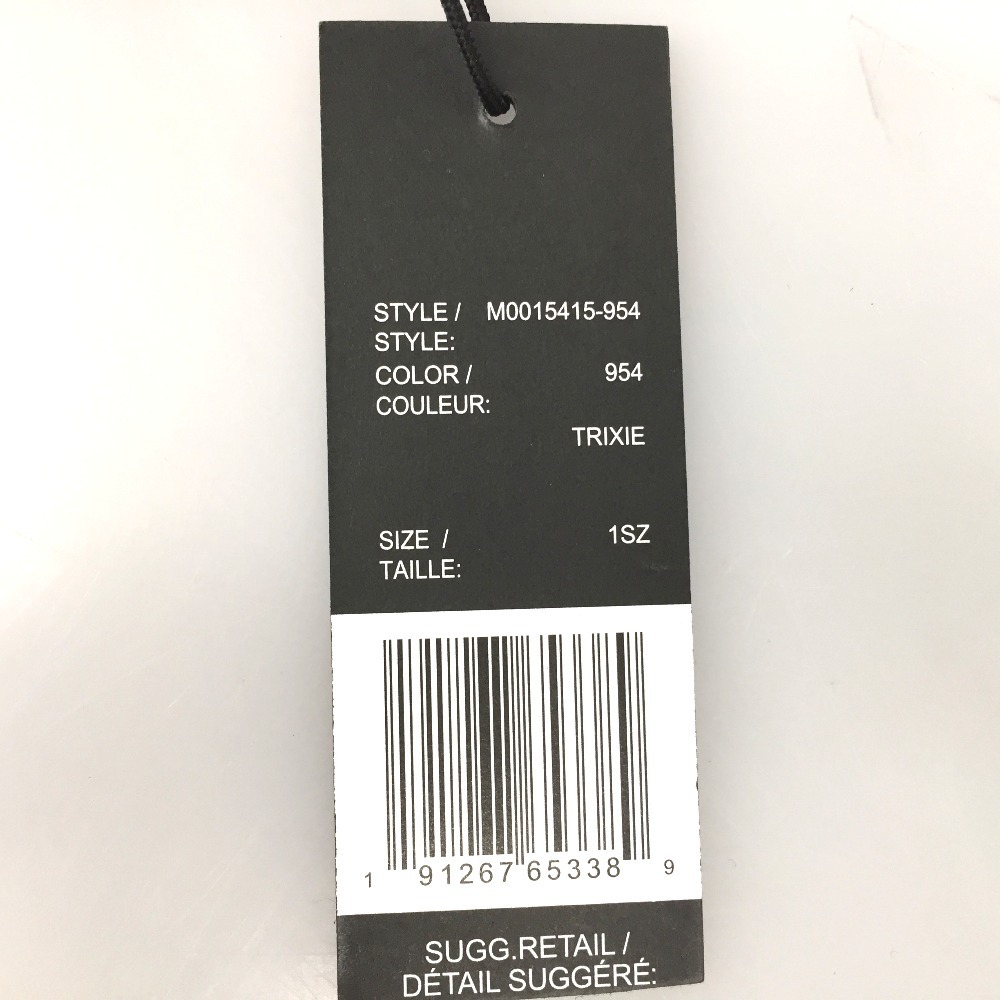 STYLE / M0015415-954
STYLE:
COLOR / 954
COULEUR:
TRIXIE
SIZE / 1SZ
TAILLE:
1 91267 65338 9
SUGG.RETAIL /
DÉTAIL SUGGÉRÉ: